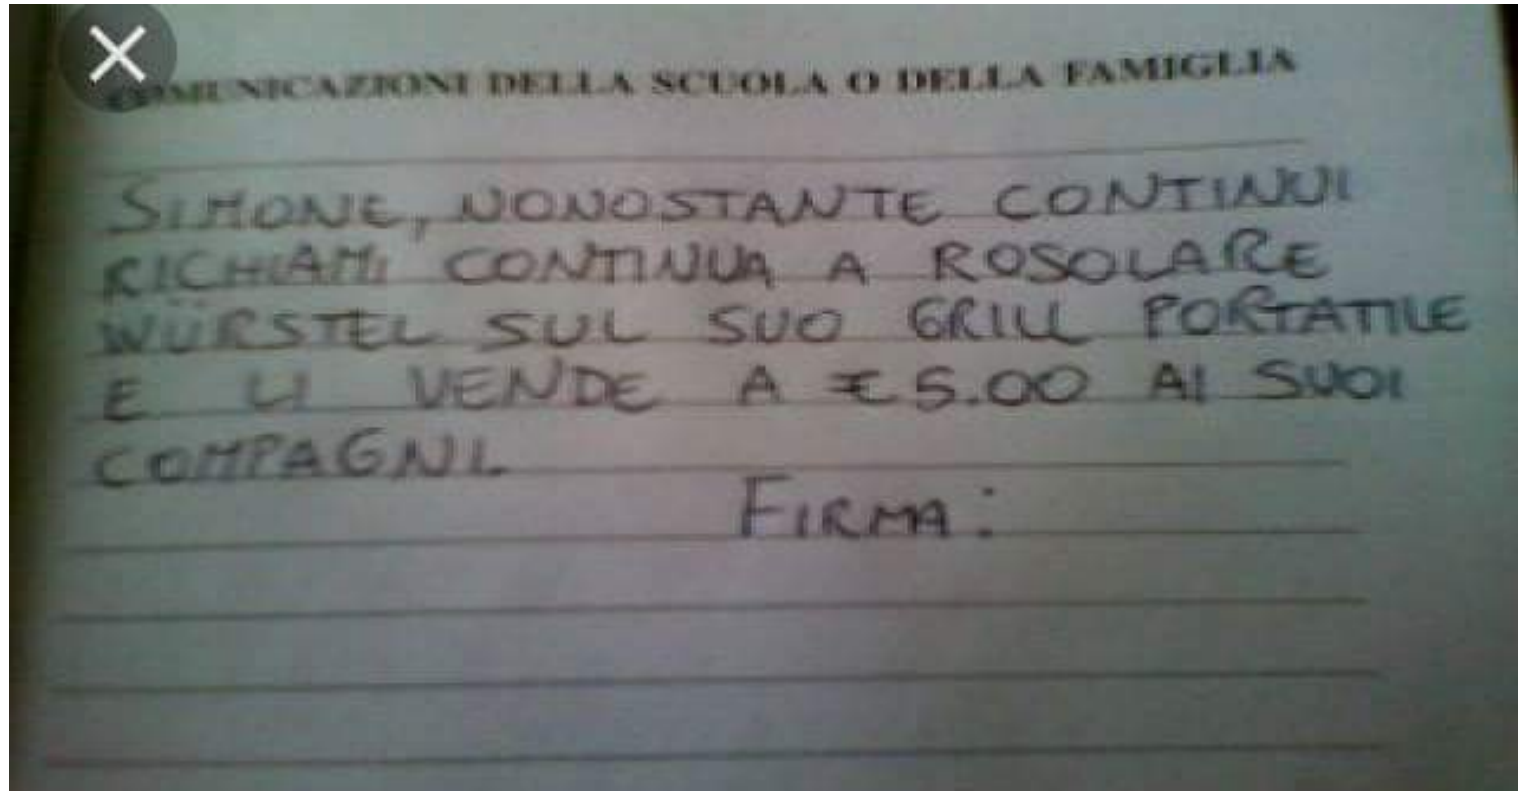 COMUNICAZIONI DELLA SCUOLA O DELLA FAMIGLIA
SIMONE, NONOSTANTE CONTINUI
RICHIAMI CONTINUA A ROSOLARE
WÜRSTEL SUL SUO GRILL PORTATILE
E LI VENDE A €5.00 AI SUOI
COMPAGNI.
FIRMA: